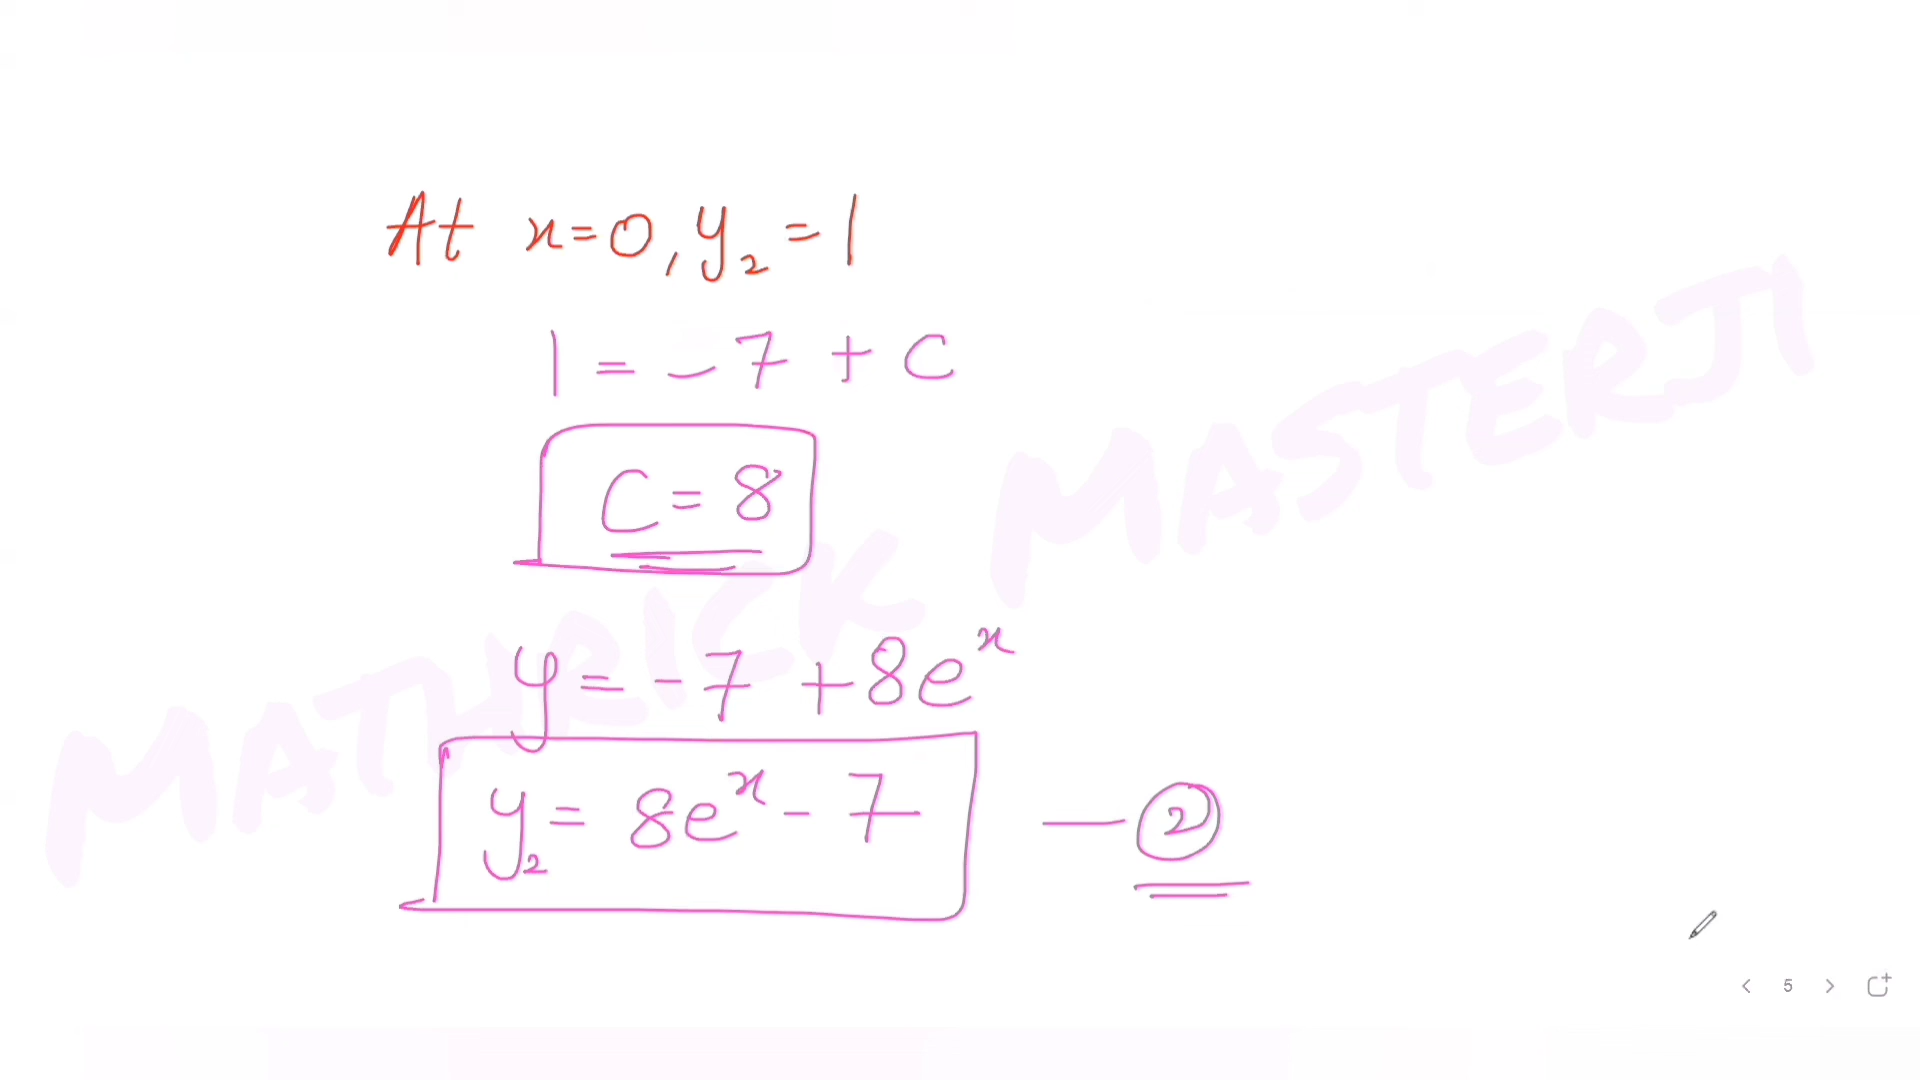 At x=0, y₂ = 1
1 = -7 + C
C = 8
y = -7 + 8eˣ
y₂ = 8eˣ - 7 — ②
MATHRICK MASTERJI
< 5 >